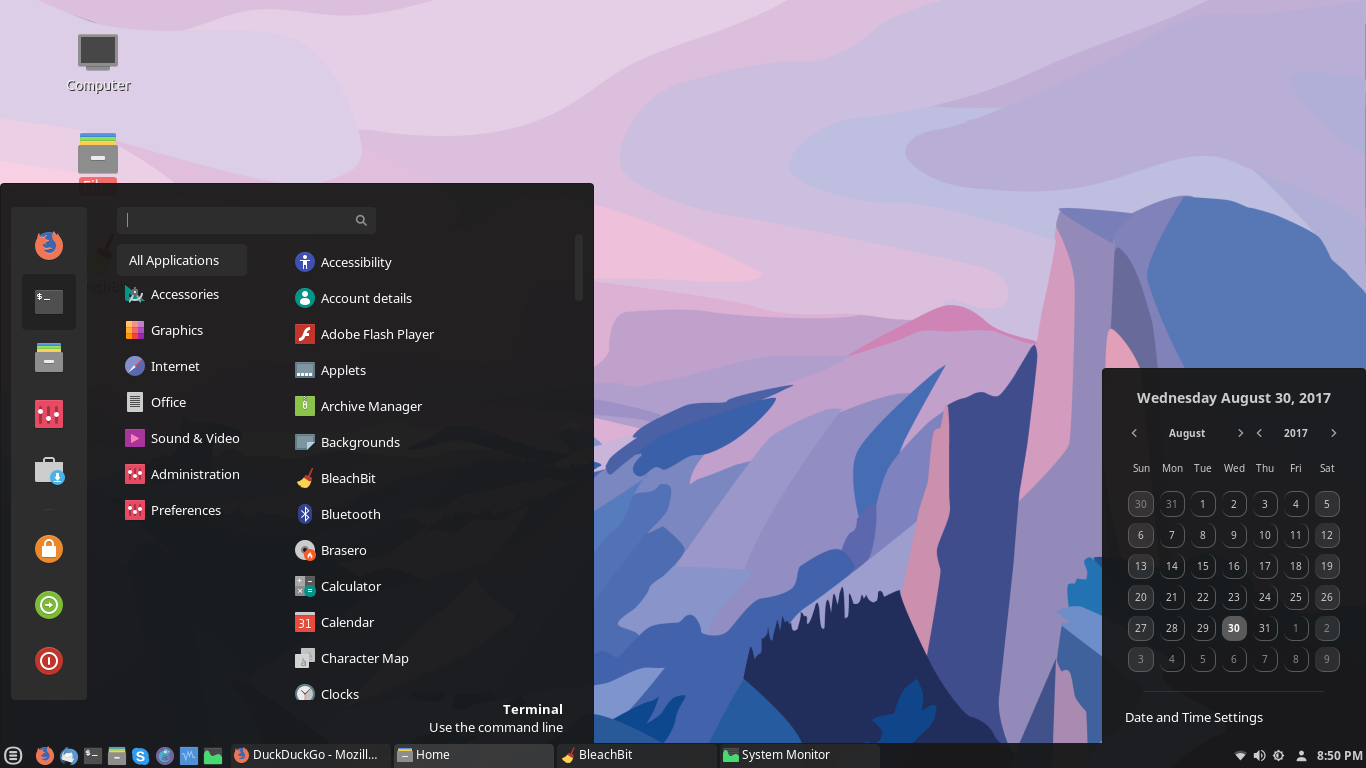 Computer
All Applications
Accessories
Graphics
Internet
Office
Sound & Video
Administration
Preferences
Accessibility
Account details
Adobe Flash Player
Applets
Archive Manager
Backgrounds
BleachBit
Bluetooth
Brasero
Calculator
Calendar
Character Map
Clocks
Terminal
Use the command line
Wednesday August 30, 2017
August 2017
Sun Mon Tue Wed Thu Fri Sat
30 31 1 2 3 4 5
6 7 8 9 10 11 12
13 14 15 16 17 18 19
20 21 22 23 24 25 26
27 28 29 30 31 1 2
3 4 5 6 7 8 9
Date and Time Settings
DuckDuckGo - Mozill... Home BleachBit System Monitor 8:50 PM